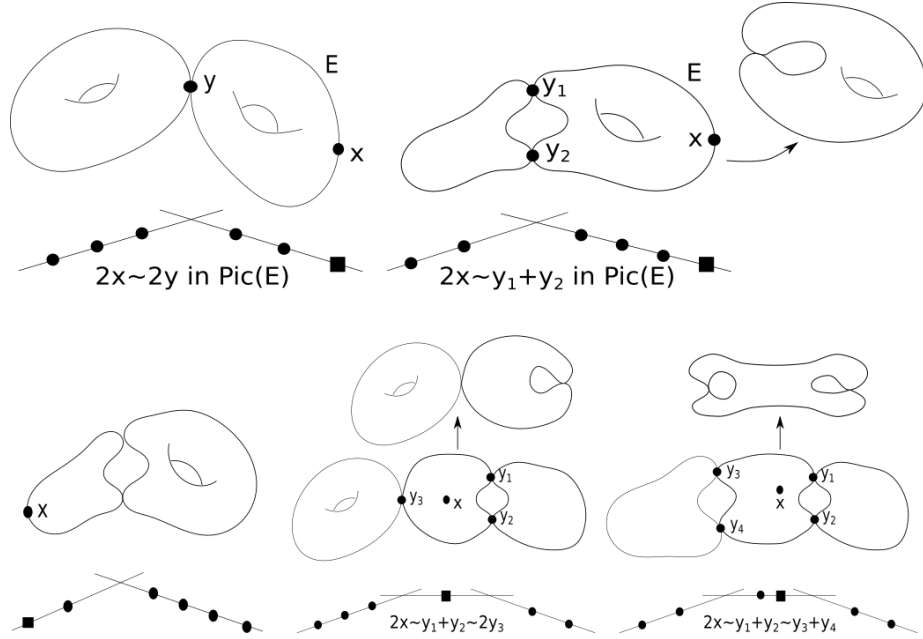 E
y
x
2x~2y in Pic(E)
E
y₁
x
y₂
2x~y₁+y₂ in Pic(E)
x
y₃
x
y₁
y₂
2x~y₁+y₂~2y₃
y₃
y₁
x
y₄
y₂
2x~y₁+y₂~y₃+y₄